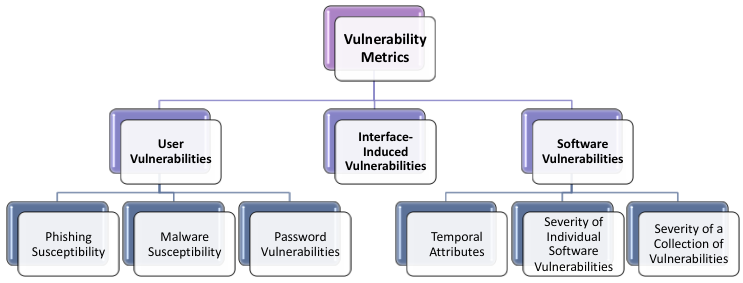 Vulnerability
Metrics
User
Vulnerabilities
Interface-
Induced
Vulnerabilities
Software
Vulnerabilities
Phishing
Susceptibility
Malware
Susceptibility
Password
Vulnerabilities
Temporal
Attributes
Severity of
Individual
Software
Vulnerabilities
Severity of a
Collection of
Vulnerabilities